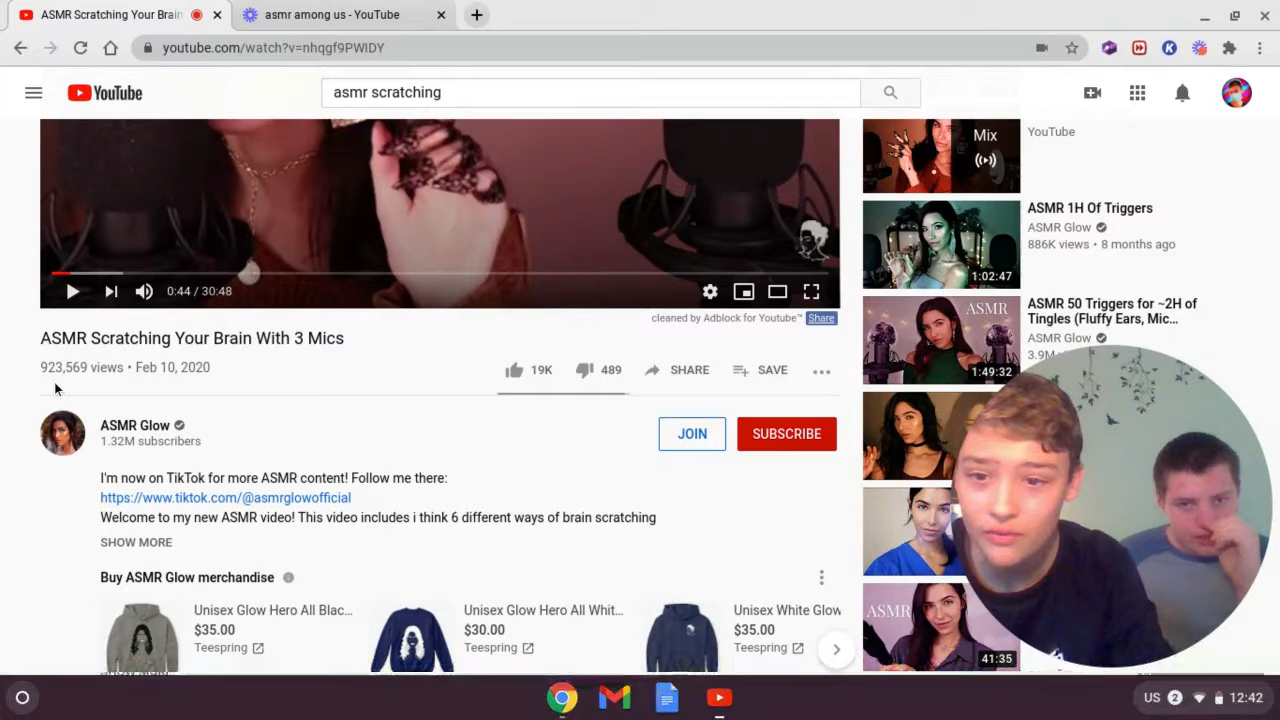 ASMR Scratching Your Brain
asmr among us - YouTube
youtube.com/watch?v=nhqgf9PWIDY
YouTube
asmr scratching
Mix
YouTube
ASMR 1H Of Triggers
ASMR Glow
886K views • 8 months ago
1:02:47
0:44 / 30:48
cleaned by Adblock for Youtube™ Share
ASMR 50 Triggers for ~2H of
Tingles (Fluffy Ears, Mic...
ASMR Glow
3.9M
ASMR
1:49:32
ASMR Scratching Your Brain With 3 Mics
923,569 views • Feb 10, 2020
19K
489
SHARE
SAVE
ASMR Glow
1.32M subscribers
JOIN
SUBSCRIBE
I'm now on TikTok for more ASMR content! Follow me there:
https://www.tiktok.com/@asmrglowofficial
Welcome to my new ASMR video! This video includes i think 6 different ways of brain scratching
SHOW MORE
Buy ASMR Glow merchandise
Unisex Glow Hero All Blac...
$35.00
Teespring
Unisex Glow Hero All Whit...
$30.00
Teespring
Unisex White Glow
$35.00
Teespring
ASMR
41:35
US 2 12:42